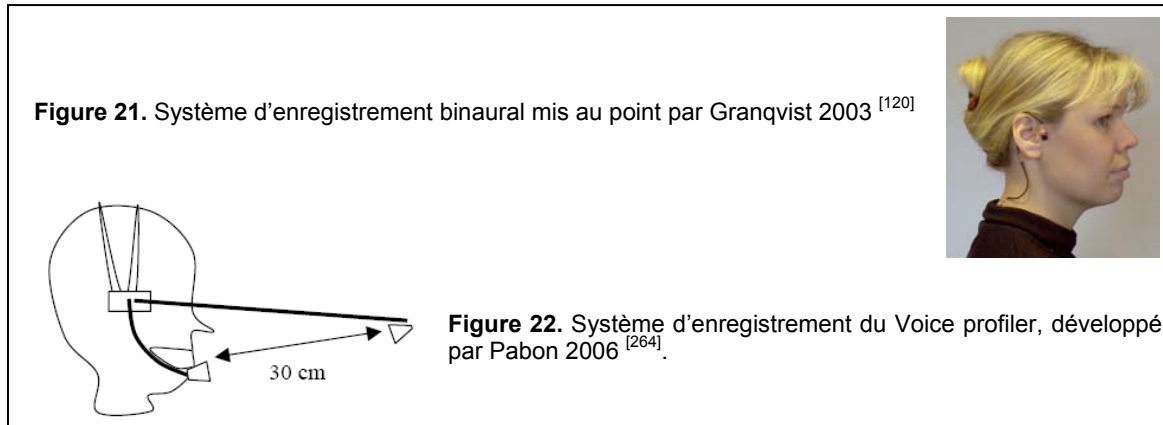 Figure 21. Système d'enregistrement binaural mis au point par Granqvist 2003 [120]
30 cm
Figure 22. Système d'enregistrement du Voice profiler, développé
par Pabon 2006 [264].